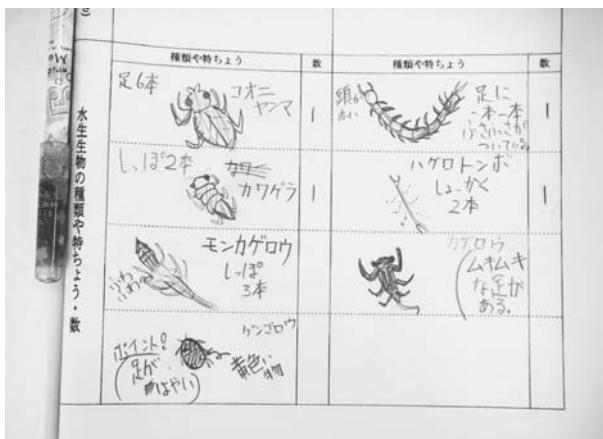 種類や特ちょう
数
種類や特ちょう
数
水生生物の種類や特ちょう・数
足6本
コオニ
ヤンマ
1
しっぽ2本
カワゲラ
1
モンカゲロウ
しっぽ
3本
ふわ
ふわ
ゲンゴロウ
ポイント!
足が
はやい
黄色い
物
頭が
赤い
足に
一本一本
ふさふさが
ついている
1
ハグロトンボ
しょっかく
2本
1
カゲロウ
ムキムキ
な足が
ある。